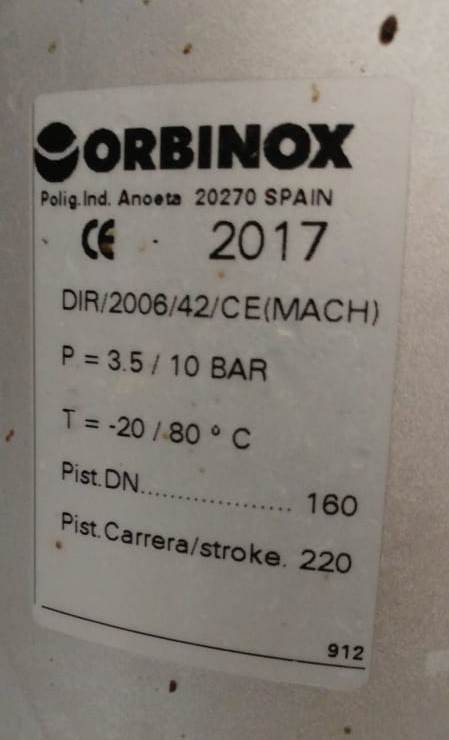 ORBINOX
Polig.Ind. Anoeta 20270 SPAIN
CE 2017
DIR/2006/42/CE(MACH)
P = 3.5 / 10 BAR
T = -20 / 80 ° C
Pist.DN..................... 160
Pist.Carrera/stroke. 220
912